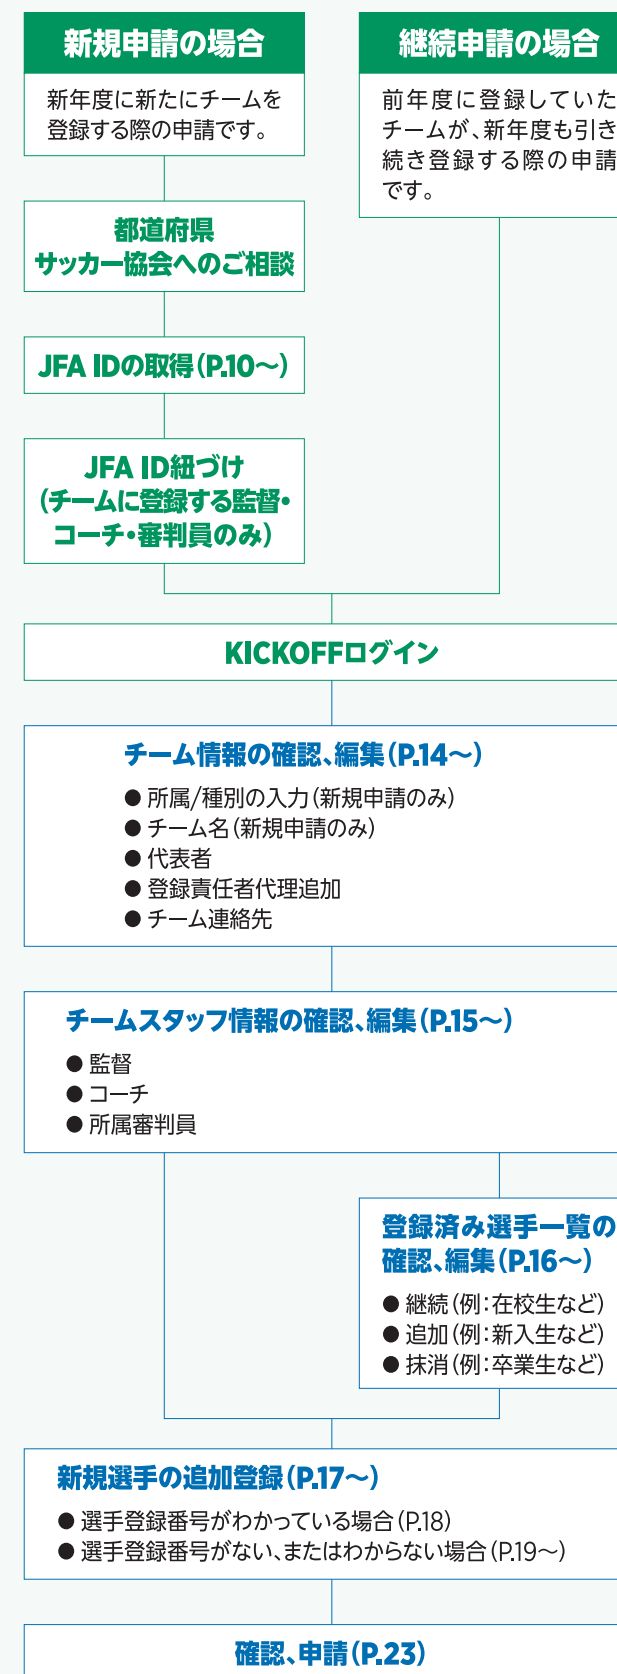 新規申請の場合
新年度に新たにチームを
登録する際の申請です。
継続申請の場合
前年度に登録していた
チームが、新年度も引き
続き登録する際の申請
です。
都道府県
サッカー協会へのご相談
JFA IDの取得(P.10〜)
JFA ID紐づけ
(チームに登録する監督・
コーチ・審判員のみ)
KICKOFFログイン
チーム情報の確認、編集(P.14〜)
● 所属/種別の入力(新規申請のみ)
● チーム名(新規申請のみ)
● 代表者
● 登録責任者代理追加
● チーム連絡先
チームスタッフ情報の確認、編集(P.15〜)
● 監督
● コーチ
● 所属審判員
登録済み選手一覧の
確認、編集(P.16〜)
● 継続(例:在校生など)
● 追加(例:新入生など)
● 抹消(例:卒業生など)
新規選手の追加登録(P.17〜)
● 選手登録番号がわかっている場合(P.18)
● 選手登録番号がない、またはわからない場合(P.19〜)
確認、申請(P.23)